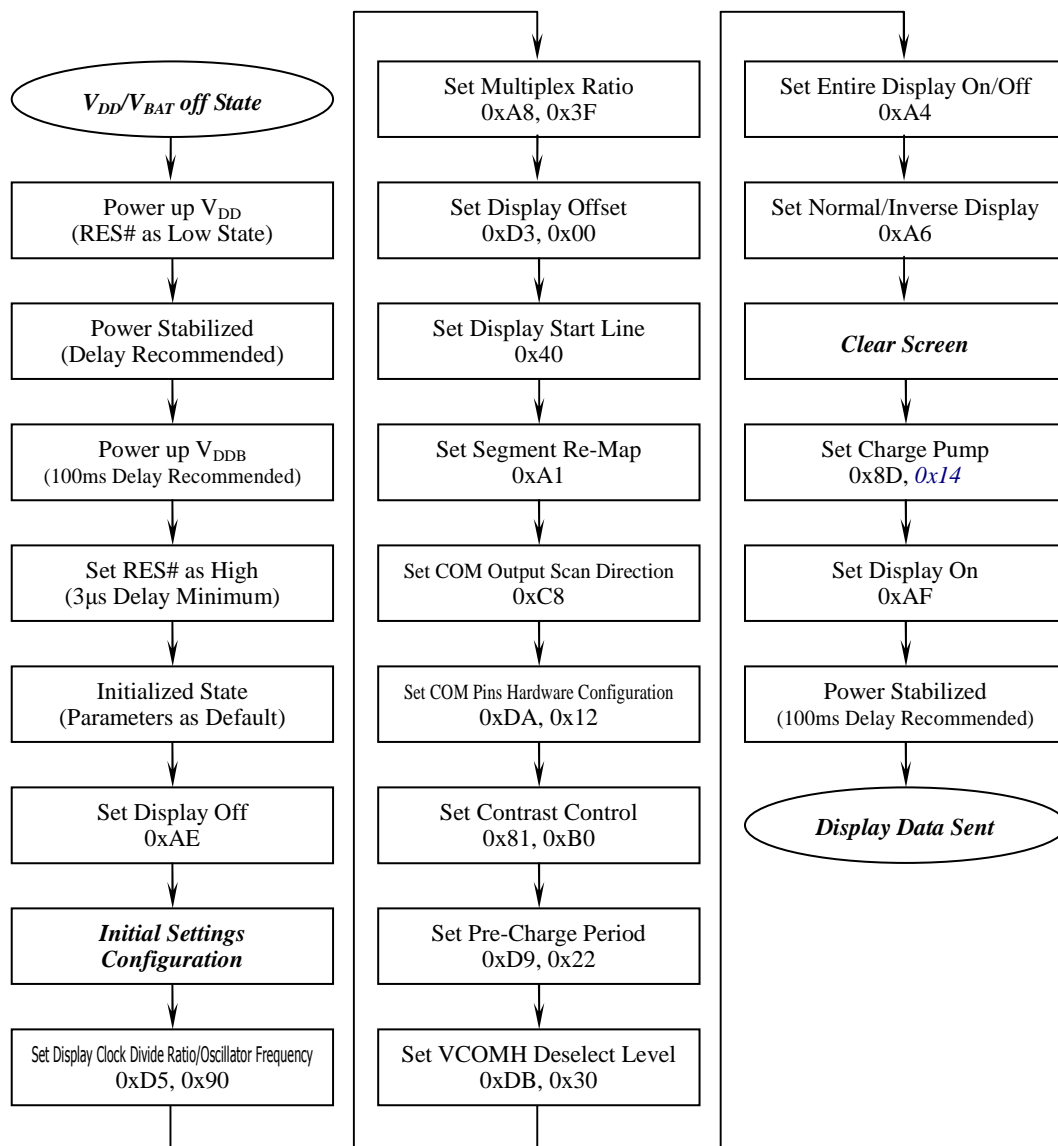 V_DD/V_BAT off State
Power up V_DD
(RES# as Low State)
Power Stabilized
(Delay Recommended)
Power up V_DDB
(100ms Delay Recommended)
Set RES# as High
(3μs Delay Minimum)
Initialized State
(Parameters as Default)
Set Display Off
0xAE
Initial Settings
Configuration
Set Display Clock Divide Ratio/Oscillator Frequency
0xD5, 0x90
Set Multiplex Ratio
0xA8, 0x3F
Set Display Offset
0xD3, 0x00
Set Display Start Line
0x40
Set Segment Re-Map
0xA1
Set COM Output Scan Direction
0xC8
Set COM Pins Hardware Configuration
0xDA, 0x12
Set Contrast Control
0x81, 0xB0
Set Pre-Charge Period
0xD9, 0x22
Set VCOMH Deselect Level
0xDB, 0x30
Set Entire Display On/Off
0xA4
Set Normal/Inverse Display
0xA6
Clear Screen
Set Charge Pump
0x8D, 0x14
Set Display On
0xAF
Power Stabilized
(100ms Delay Recommended)
Display Data Sent